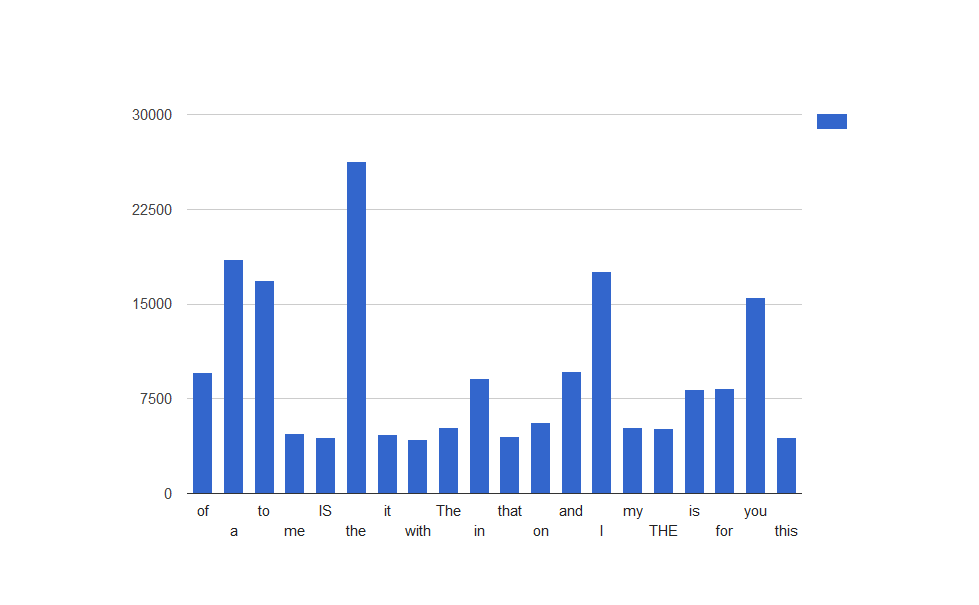 30000
22500
15000
7500
0
of to IS it The that and my is you
a me the with in on I THE for this